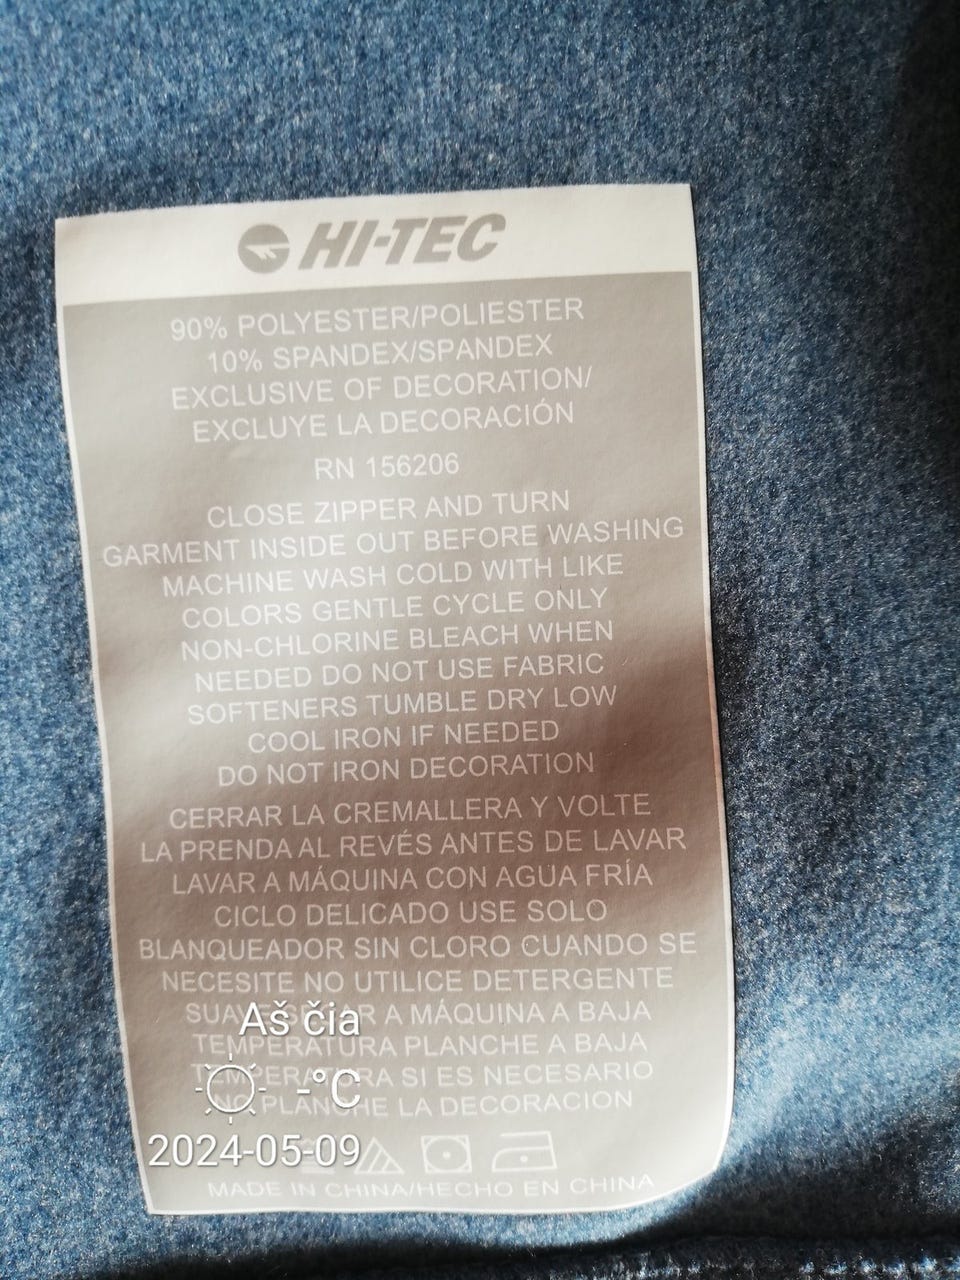 HI-TEC
90% POLYESTER/POLIESTER
10% SPANDEX/SPANDEX
EXCLUSIVE OF DECORATION/
EXCLUYE LA DECORACIÓN
RN 156206
CLOSE ZIPPER AND TURN
GARMENT INSIDE OUT BEFORE WASHING
MACHINE WASH COLD WITH LIKE
COLORS GENTLE CYCLE ONLY
NON-CHLORINE BLEACH WHEN
NEEDED DO NOT USE FABRIC
SOFTENERS TUMBLE DRY LOW
COOL IRON IF NEEDED
DO NOT IRON DECORATION
CERRAR LA CREMALLERA Y VOLTE
LA PRENDA AL REVÉS ANTES DE LAVAR
LAVAR A MÁQUINA CON AGUA FRÍA
CICLO DELICADO USE SOLO
BLANQUEADOR SIN CLORO CUANDO SE
NECESITE NO UTILICE DETERGENTE
A MÁQUINA A BAJA
Aš čia
TEMPERATURA PLANCHE A BAJA
TEMPERATURA SI ES NECESARIO
-°C
NO PLANCHE LA DECORACION
2024-05-09
MADE IN CHINA/HECHO EN CHINA